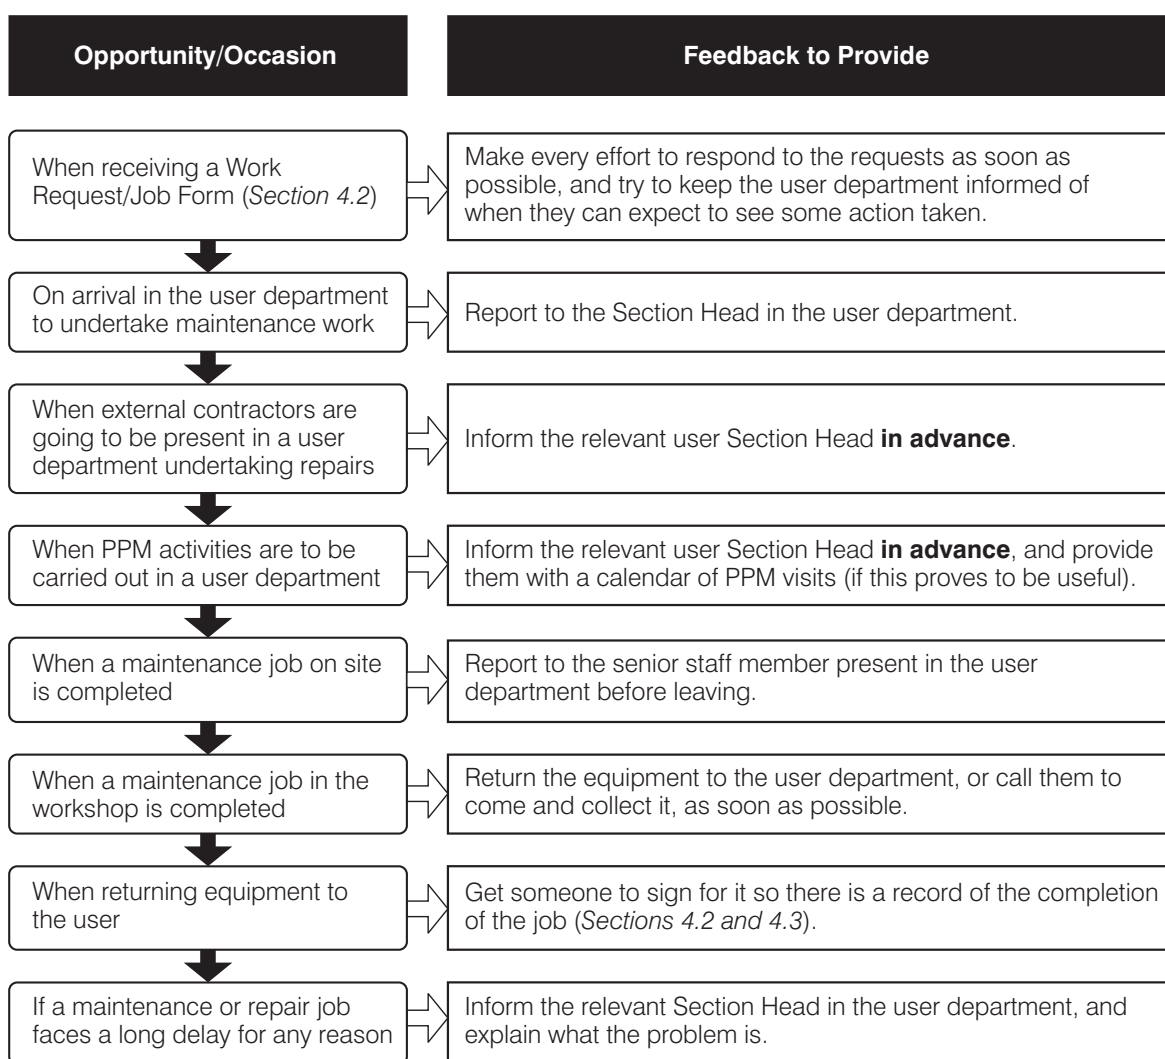 Opportunity/Occasion
Feedback to Provide
When receiving a Work
Request/Job Form (Section 4.2)
Make every effort to respond to the requests as soon as
possible, and try to keep the user department informed of
when they can expect to see some action taken.
On arrival in the user department
to undertake maintenance work
Report to the Section Head in the user department.
When external contractors are
going to be present in a user
department undertaking repairs
Inform the relevant user Section Head in advance.
When PPM activities are to be
carried out in a user department
Inform the relevant user Section Head in advance, and provide
them with a calendar of PPM visits (if this proves to be useful).
When a maintenance job on site
is completed
Report to the senior staff member present in the user
department before leaving.
When a maintenance job in the
workshop is completed
Return the equipment to the user department, or call them to
come and collect it, as soon as possible.
When returning equipment to
the user
Get someone to sign for it so there is a record of the completion
of the job (Sections 4.2 and 4.3).
If a maintenance or repair job
faces a long delay for any reason
Inform the relevant Section Head in the user department, and
explain what the problem is.